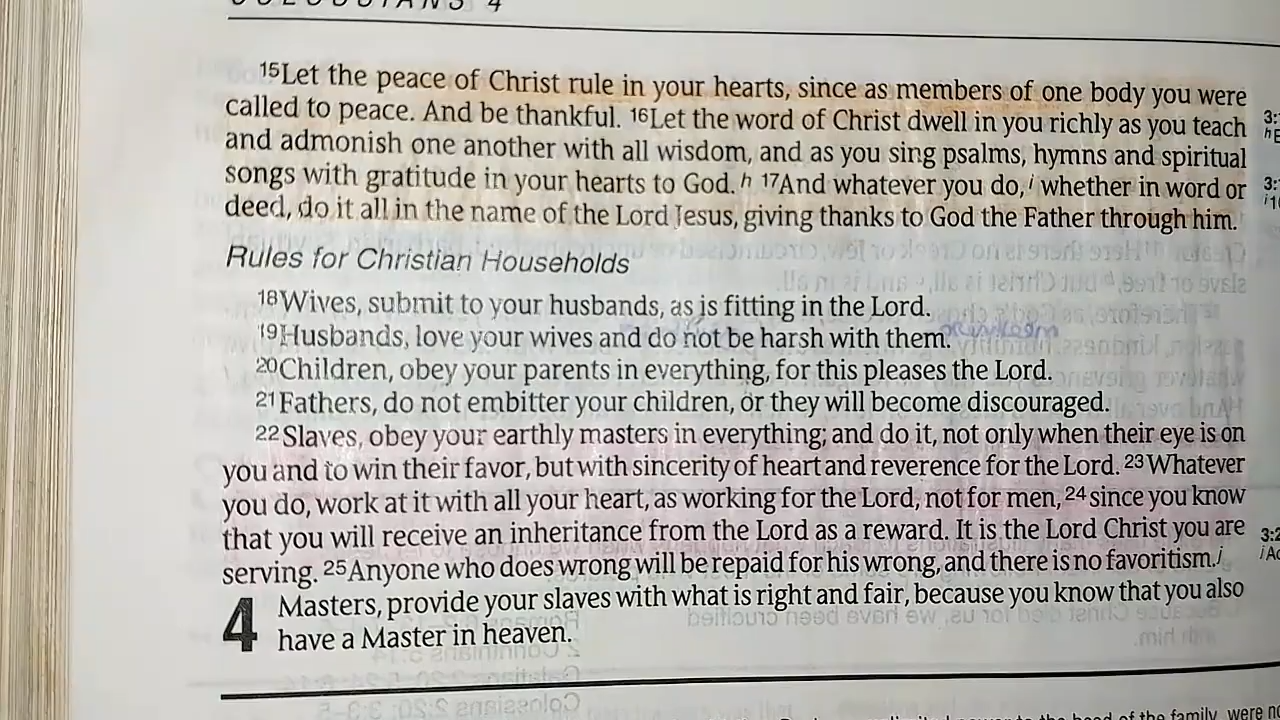 COLOSSIANS 4
15Let the peace of Christ rule in your hearts, since as members of one body you were
called to peace. And be thankful. 16Let the word of Christ dwell in you richly as you teach
and admonish one another with all wisdom, and as you sing psalms, hymns and spiritual
songs with gratitude in your hearts to God. h 17And whatever you do, i whether in word or
deed, do it all in the name of the Lord Jesus, giving thanks to God the Father through him.
Rules for Christian Households
18Wives, submit to your husbands, as is fitting in the Lord.
19Husbands, love your wives and do not be harsh with them.
20Children, obey your parents in everything, for this pleases the Lord.
21Fathers, do not embitter your children, or they will become discouraged.
22Slaves, obey your earthly masters in everything; and do it, not only when their eye is on
you and to win their favor, but with sincerity of heart and reverence for the Lord. 23Whatever
you do, work at it with all your heart, as working for the Lord, not for men, 24since you know
that you will receive an inheritance from the Lord as a reward. It is the Lord Christ you are
serving. 25Anyone who does wrong will be repaid for his wrong, and there is no favoritism. j
4 Masters, provide your slaves with what is right and fair, because you know that you also
have a Master in heaven.
head of the family, were